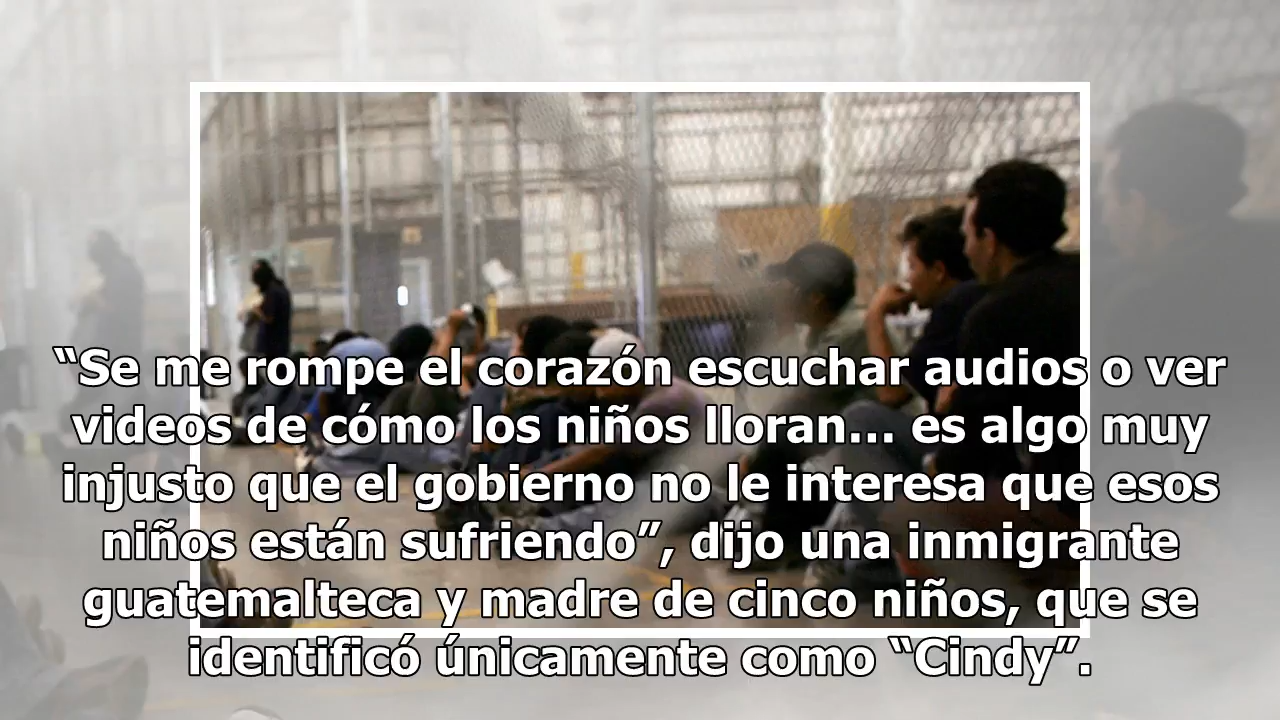 “Se me rompe el corazón escuchar audios o ver
videos de cómo los niños lloran... es algo muy
injusto que el gobierno no le interesa que esos
niños están sufriendo”, dijo una inmigrante
guatemalteca y madre de cinco niños, que se
identificó únicamente como “Cindy”.